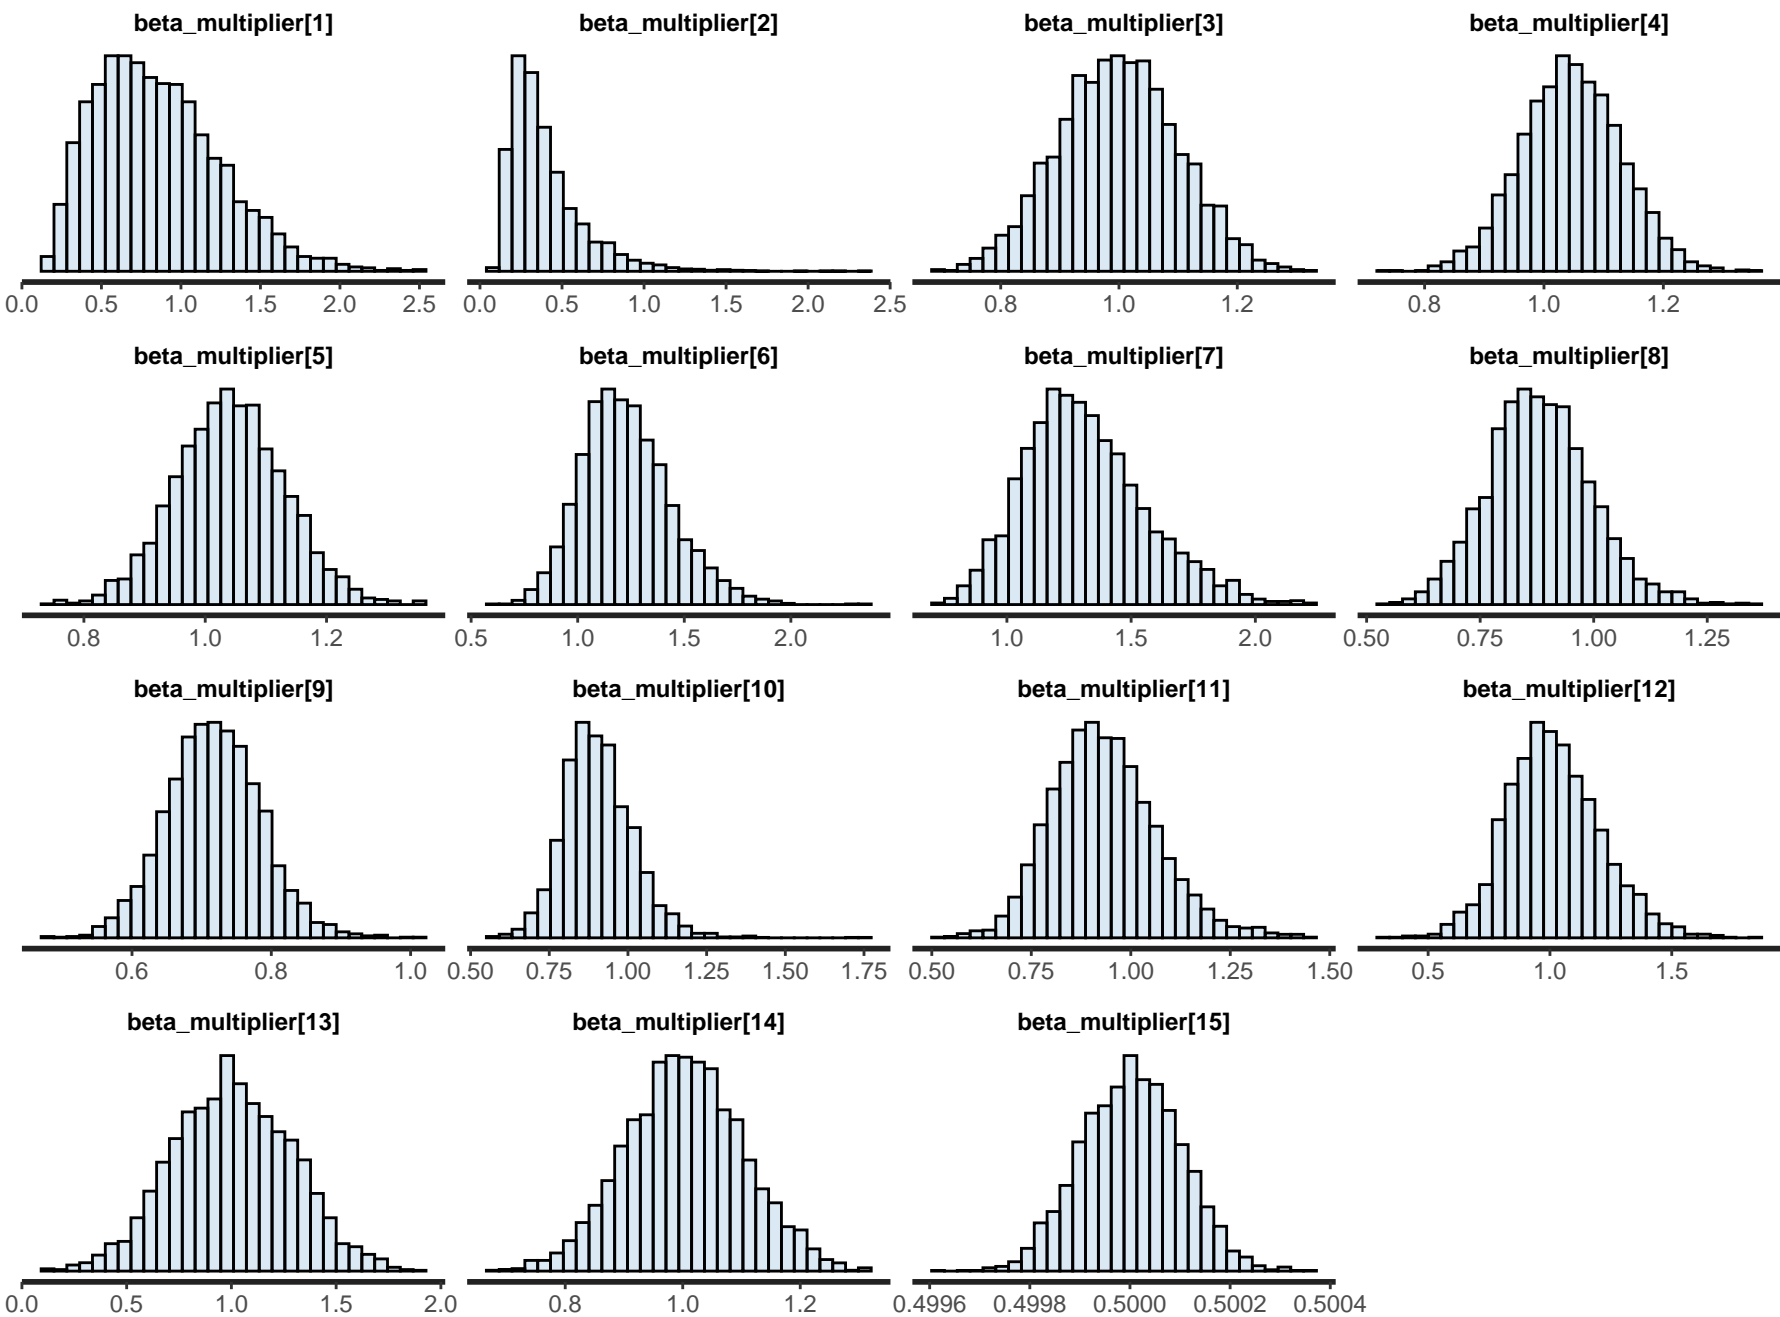 beta_multiplier[1] beta_multiplier[2] beta_multiplier[3] beta_multiplier[4]
0.0 0.5 1.0 1.5 2.0 2.5 0.0 0.5 1.0 1.5 2.0 2.5 0.8 1.0 1.2 0.8 1.0 1.2
beta_multiplier[5] beta_multiplier[6] beta_multiplier[7] beta_multiplier[8]
0.8 1.0 1.2 0.5 1.0 1.5 2.0 1.0 1.5 2.0 0.50 0.75 1.00 1.25
beta_multiplier[9] beta_multiplier[10] beta_multiplier[11] beta_multiplier[12]
0.6 0.8 1.0 0.50 0.75 1.00 1.25 1.50 1.75 0.50 0.75 1.00 1.25 1.50 0.5 1.0 1.5
beta_multiplier[13] beta_multiplier[14] beta_multiplier[15]
0.0 0.5 1.0 1.5 2.0 0.8 1.0 1.2 0.4996 0.4998 0.5000 0.5002 0.5004